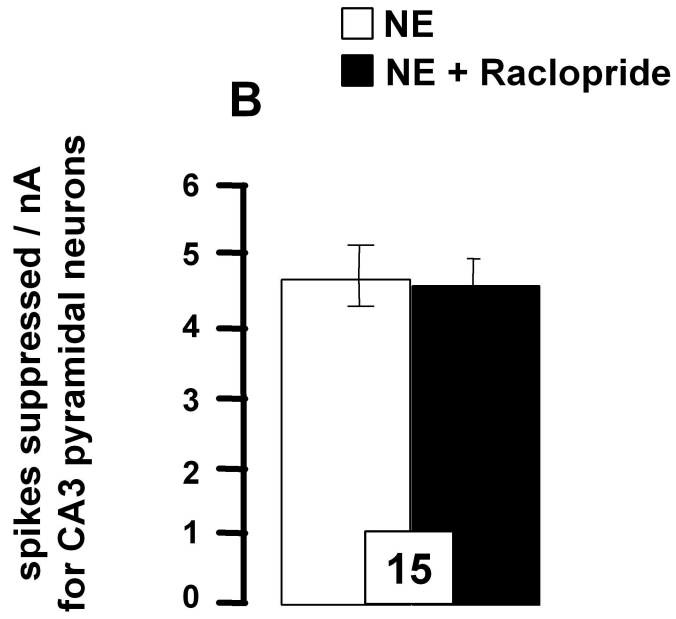 NE
NE + Raclopride
B
spikes suppressed / nA
for CA3 pyramidal neurons
6
5
4
3
2
1
0
15